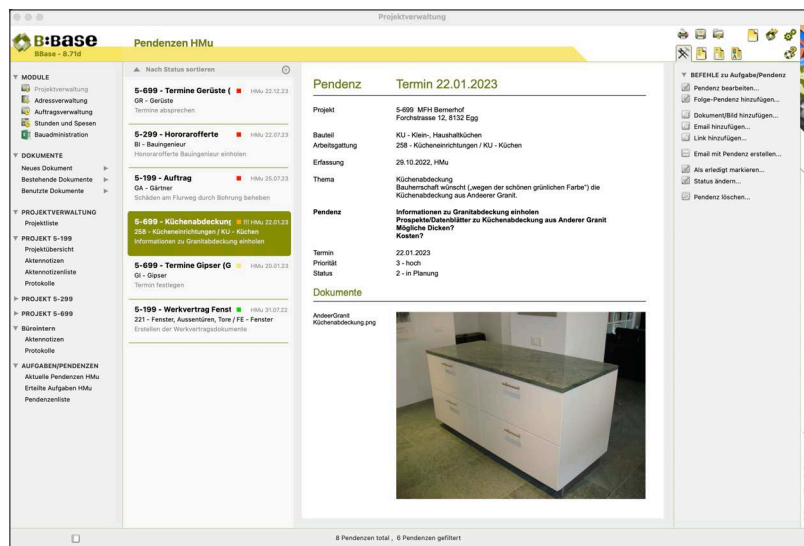 Projektverwaltung
B:Base
BBase - 8.71d
Pendenzen HMu
MODULE
Projektverwaltung
Adressverwaltung
Auftragsverwaltung
Stunden und Spesen
Bauadministration
DOKUMENTE
Neues Dokument
Bestehende Dokumente
Benutzte Dokumente
PROJEKTVERWALTUNG
Projektliste
PROJEKT 5-199
Projektübersicht
Aktennotizen
Aktennotizenliste
Protokolle
PROJEKT 5-299
PROJEKT 5-699
Bürointern
Aktennotizen
Protokolle
AUFGABEN/PENDENZEN
Aktuelle Pendenzen HMu
Erteilte Aufgaben HMu
Pendenzenliste
Nach Status sortieren
5-699 - Termine Gerüste ( HMu 22.12.23
GR - Gerüste
Termine absprechen
5-299 - Hororarofferte HMu 22.07.23
BI - Bauingenieur
Honorarofferte Bauingenieur einholen
5-199 - Auftrag HMu 25.07.23
GA - Gärtner
Schäden am Flurweg durch Bohrung beheben
5-699 - Küchenabdeckung !!! HMu 22.01.23
258 - Kücheneinrichtungen / KU - Küchen
Informationen zu Granitabdeckung einholen
5-699 - Termine Gipser (G HMu 20.01.23
GI - Gipser
Termin festlegen
5-199 - Werkvertrag Fenst HMu 31.07.22
221 - Fenster, Aussentüren, Tore / FE - Fenster
Erstellen der Werkvertragsdokumente
Pendenz Termin 22.01.2023
Projekt 5-699 MFH Bernerhof
Forchstrasse 12, 8132 Egg
Bauteil KU - Klein-, Haushaltküchen
Arbeitsgattung 258 - Kücheneinrichtungen / KU - Küchen
Erfassung 29.10.2022, HMu
Thema Küchenabdeckung
Bauherrschaft wünscht („wegen der schönen grünlichen Farbe“) die
Küchenabdeckung aus Andeerer Granit.
Pendenz Informationen zu Granitabdeckung einholen
Prospekte/Datenblätter zu Küchenabdeckung aus Anderer Granit
Mögliche Dicken?
Kosten?
Termin 22.01.2023
Priorität 3 - hoch
Status 2 - in Planung
Dokumente
AndeerGranit
Küchenabdeckung.png
BEFEHLE zu Aufgabe/Pendenz
Pendenz bearbeiten...
Folge-Pendenz hinzufügen...
Dokument/Bild hinzufügen...
Email hinzufügen...
Link hinzufügen...
Email mit Pendenz erstellen...
Als erledigt markieren...
Status ändern...
Pendenz löschen...
8 Pendenzen total , 6 Pendenzen gefiltert